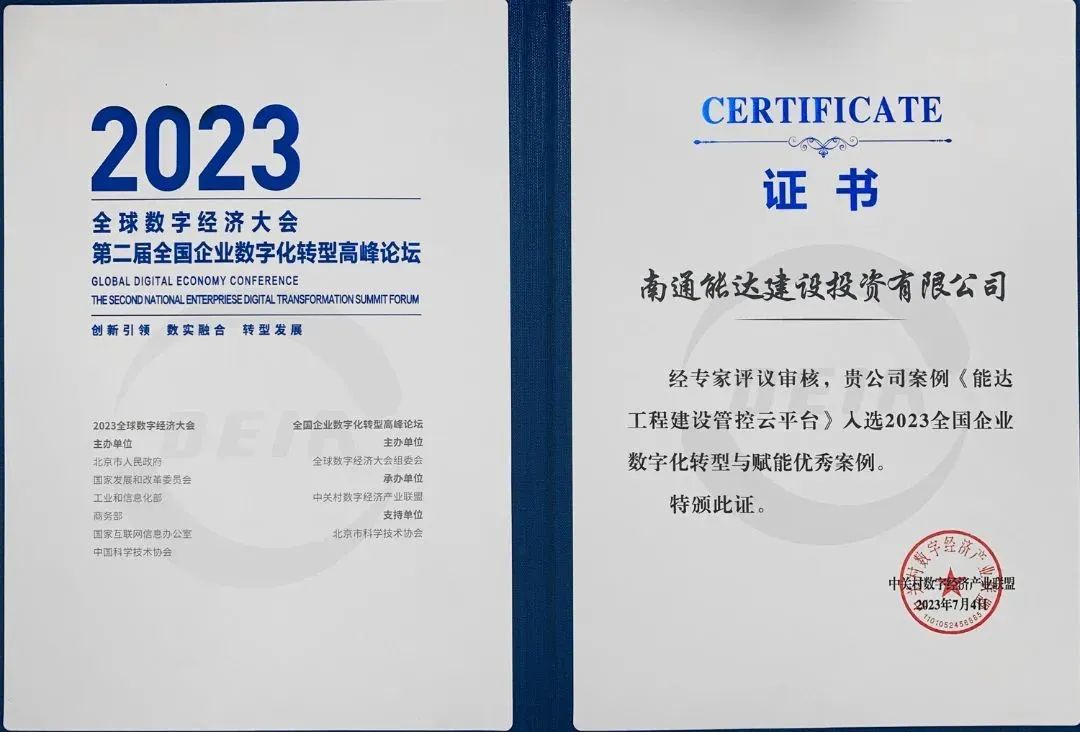 2023
全球数字经济大会
第二届全国企业数字化转型高峰论坛
GLOBAL DIGITAL ECONOMY CONFERENCE
THE SECOND NATIONAL ENTERPRIESE DIGITAL TRANSFORMATION SUMMIT FORUM
创新引领 数实融合 转型发展
DEIA
2023全球数字经济大会
主办单位
北京市人民政府
国家发展和改革委员会
工业和信息化部
商务部
国家互联网信息办公室
中国科学技术协会
全国企业数字化转型高峰论坛
主办单位
全球数字经济大会组委会
承办单位
中关村数字经济产业联盟
支持单位
北京市科学技术协会
CERTIFICATE
证书
南通能达建设投资有限公司
经专家评议审核，贵公司案例《能达
工程建设管控云平台》入选2023全国企业
数字化转型与赋能优秀案例。
特颁此证。
中关村数字经济产业联盟
2023年7月4日